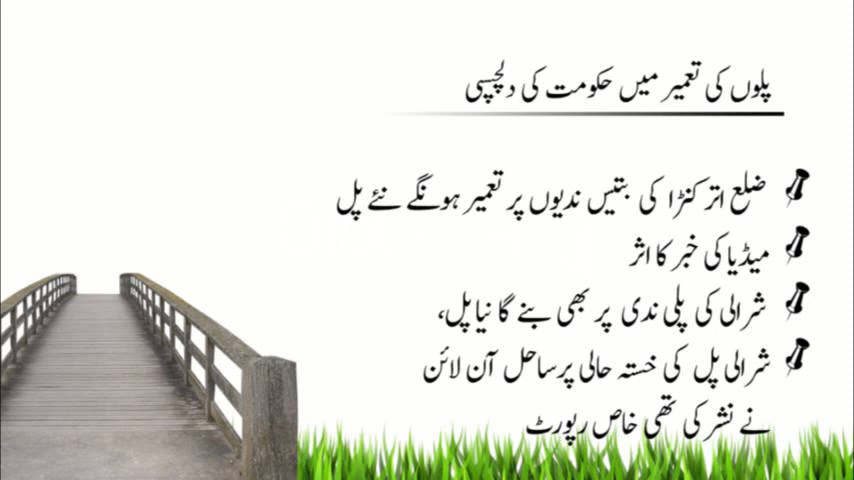 پلوں کی تعمیر میں حکومت کی دلچسپی
ضلع اتر کنڑا کی بتیس ندیوں پر تعمیر ہونگے نئے پل
میڈیا کی خبر کا اثر
شرالی کی پلی ندی پر بھی بنے گا نیا پل،
شرالی پل کی خستہ حالی پر ساحل آن لائن
نے نشر کی تھی خاص رپورٹ